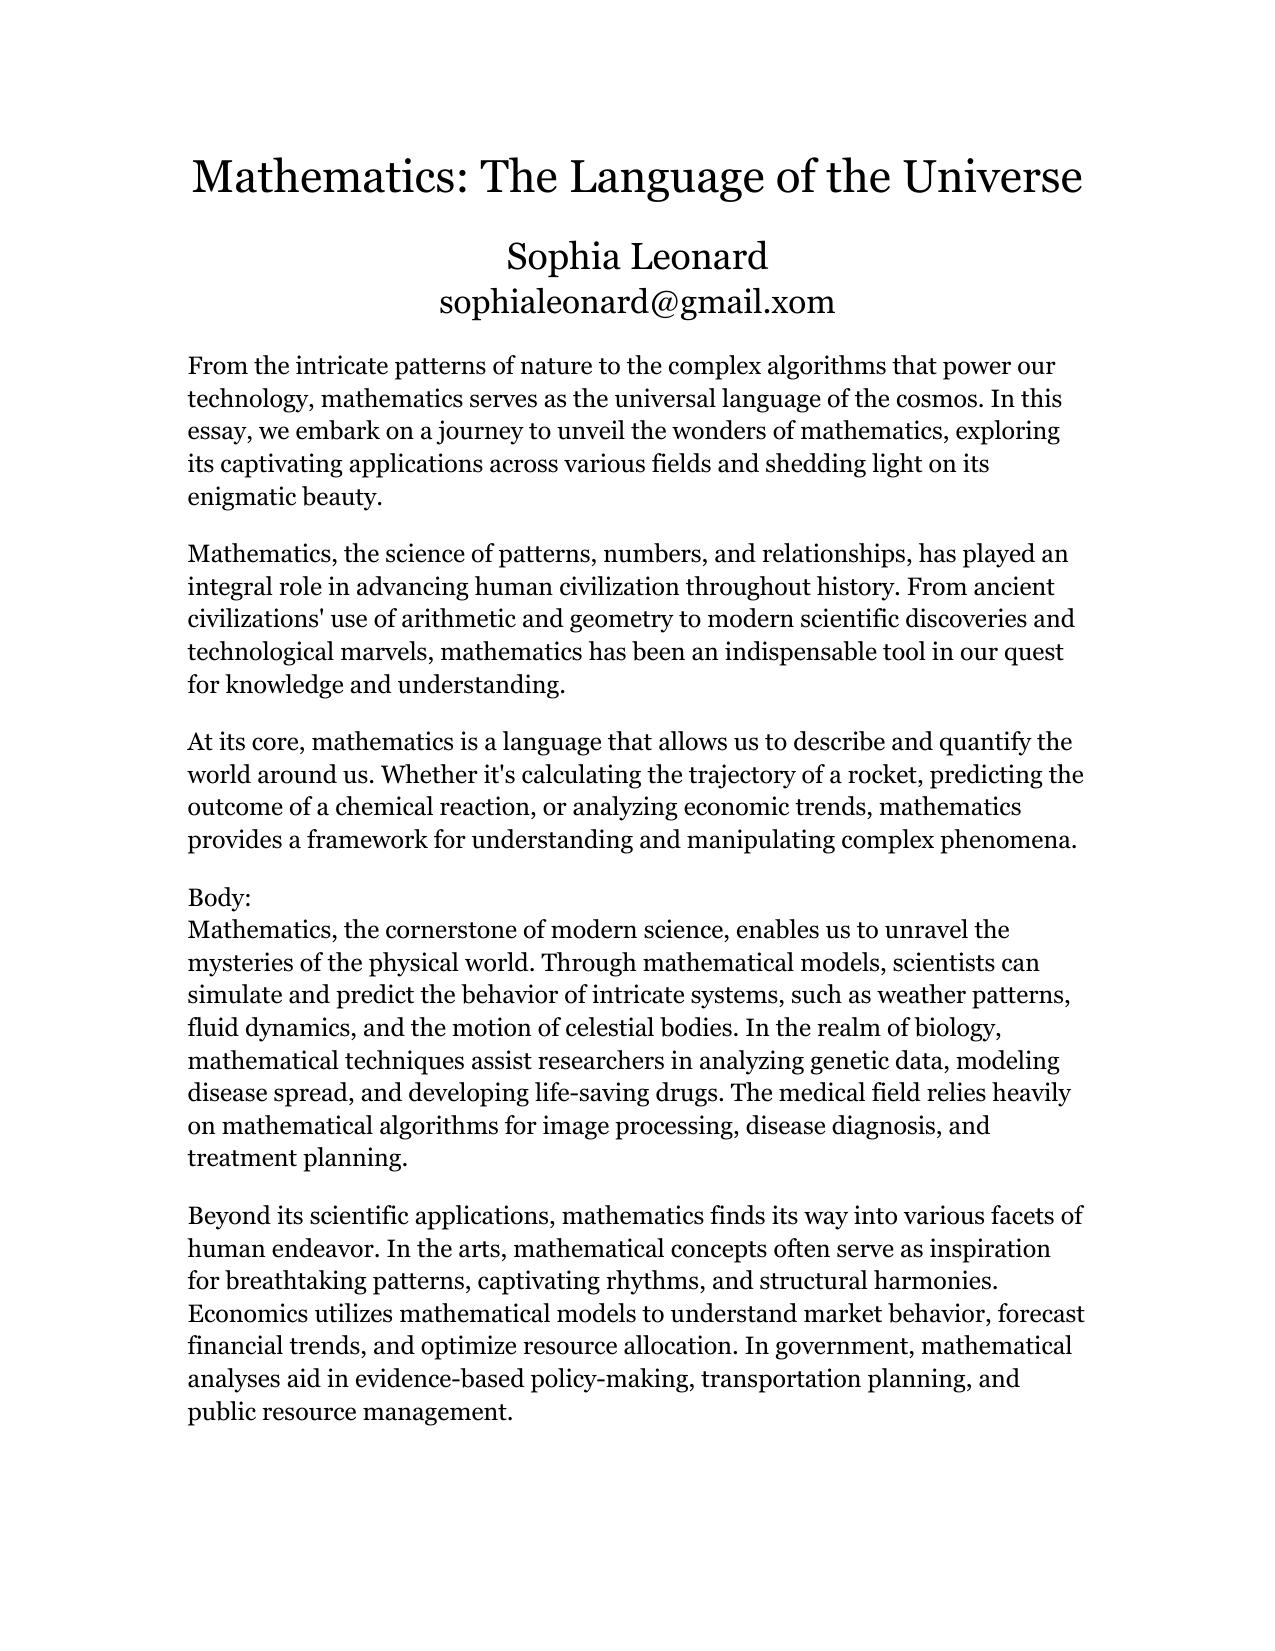 Mathematics: The Language of the Universe
Sophia Leonard
sophialeonard@gmail.xom
From the intricate patterns of nature to the complex algorithms that power our
technology, mathematics serves as the universal language of the cosmos. In this
essay, we embark on a journey to unveil the wonders of mathematics, exploring
its captivating applications across various fields and shedding light on its
enigmatic beauty.
Mathematics, the science of patterns, numbers, and relationships, has played an
integral role in advancing human civilization throughout history. From ancient
civilizations' use of arithmetic and geometry to modern scientific discoveries and
technological marvels, mathematics has been an indispensable tool in our quest
for knowledge and understanding.
At its core, mathematics is a language that allows us to describe and quantify the
world around us. Whether it's calculating the trajectory of a rocket, predicting the
outcome of a chemical reaction, or analyzing economic trends, mathematics
provides a framework for understanding and manipulating complex phenomena.
Body:
Mathematics, the cornerstone of modern science, enables us to unravel the
mysteries of the physical world. Through mathematical models, scientists can
simulate and predict the behavior of intricate systems, such as weather patterns,
fluid dynamics, and the motion of celestial bodies. In the realm of biology,
mathematical techniques assist researchers in analyzing genetic data, modeling
disease spread, and developing life-saving drugs. The medical field relies heavily
on mathematical algorithms for image processing, disease diagnosis, and
treatment planning.
Beyond its scientific applications, mathematics finds its way into various facets of
human endeavor. In the arts, mathematical concepts often serve as inspiration
for breathtaking patterns, captivating rhythms, and structural harmonies.
Economics utilizes mathematical models to understand market behavior, forecast
financial trends, and optimize resource allocation. In government, mathematical
analyses aid in evidence-based policy-making, transportation planning, and
public resource management.